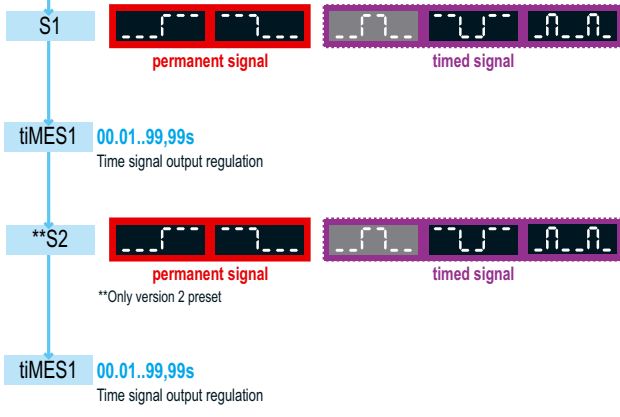 S1
permanent signal timed signal
tiMES1 00.01..99,99s
Time signal output regulation
**S2
permanent signal timed signal
**Only version 2 preset
tiMES1 00.01..99,99s
Time signal output regulation